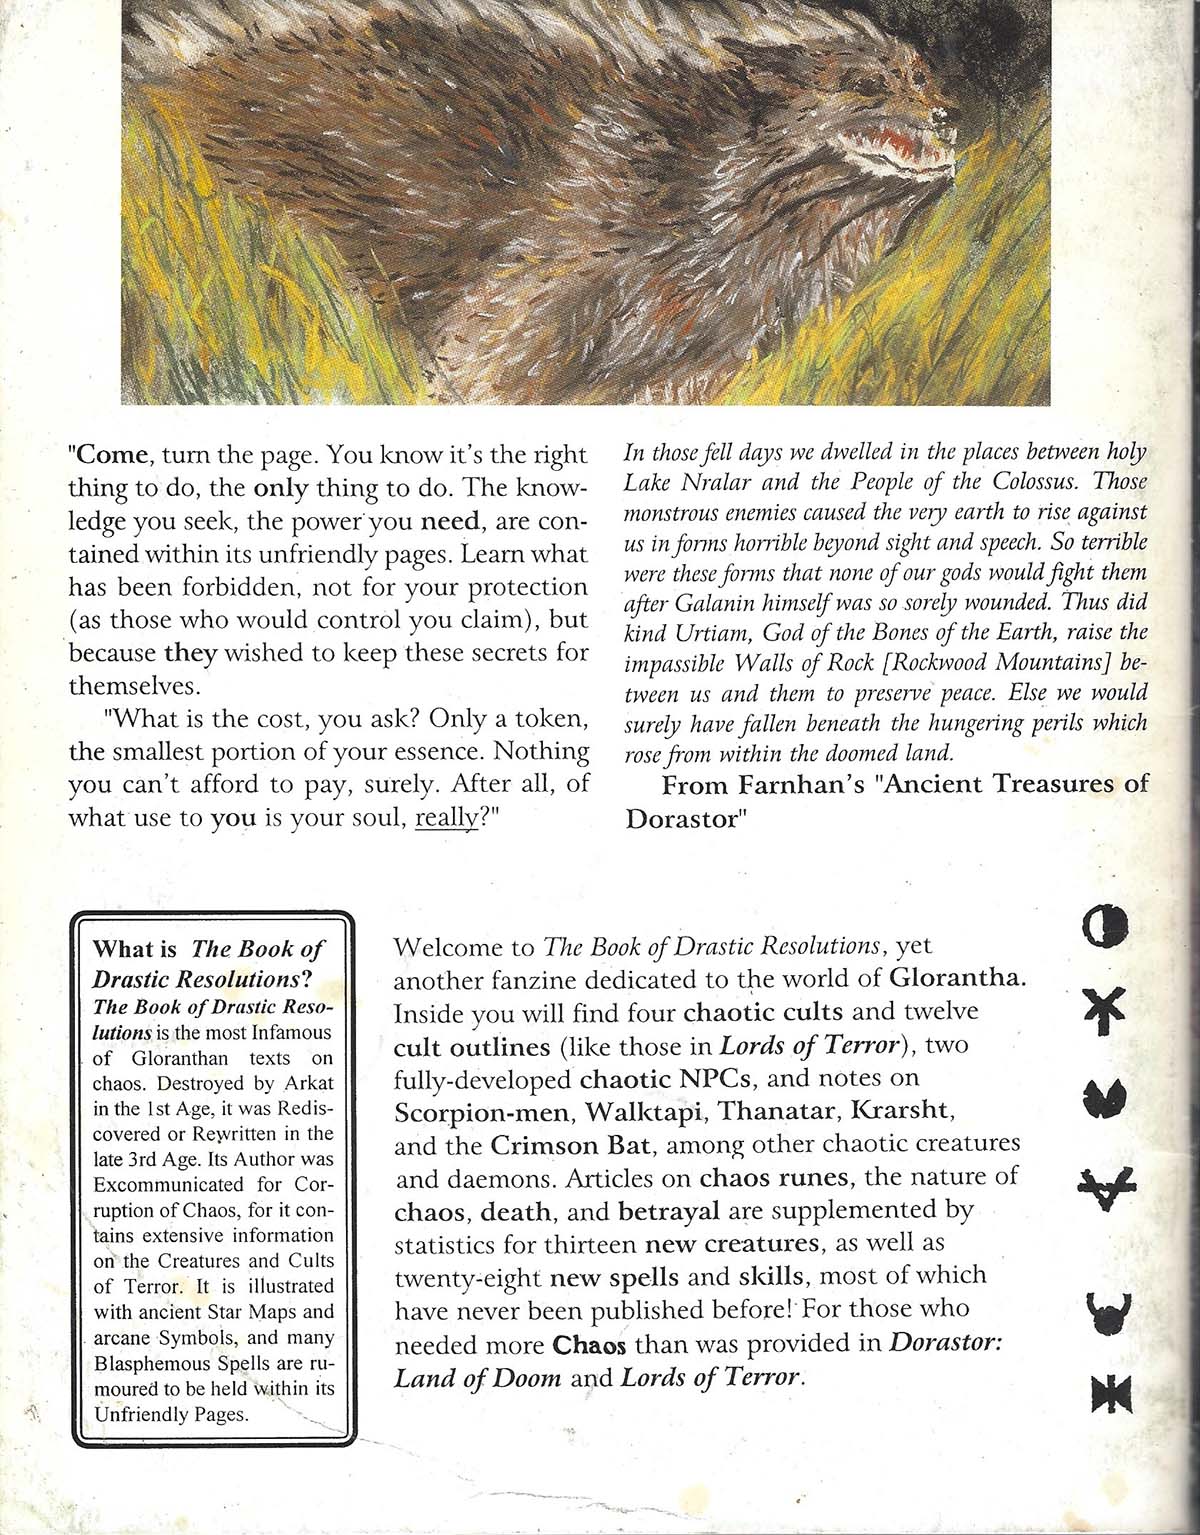 "Come, turn the page. You know it's the right
thing to do, the only thing to do. The know-
ledge you seek, the power you need, are con-
tained within its unfriendly pages. Learn what
has been forbidden, not for your protection
(as those who would control you claim), but
because they wished to keep these secrets for
themselves.
"What is the cost, you ask? Only a token,
the smallest portion of your essence. Nothing
you can't afford to pay, surely. After all, of
what use to you is your soul, really?"
In those fell days we dwelled in the places between holy
Lake Nralar and the People of the Colossus. Those
monstrous enemies caused the very earth to rise against
us in forms horrible beyond sight and speech. So terrible
were these forms that none of our gods would fight them
after Galanin himself was so sorely wounded. Thus did
kind Urtiam, God of the Bones of the Earth, raise the
impassible Walls of Rock [Rockwood Mountains] be-
tween us and them to preserve peace. Else we would
surely have fallen beneath the hungering perils which
rose from within the doomed land.
From Farnhan's "Ancient Treasures of
Dorastor"
What is The Book of
Drastic Resolutions?
The Book of Drastic Reso-
lutions is the most Infamous
of Gloranthan texts on
chaos. Destroyed by Arkat
in the 1st Age, it was Redis-
covered or Rewritten in the
late 3rd Age. Its Author was
Excommunicated for Cor-
ruption of Chaos, for it con-
tains extensive information
on the Creatures and Cults
of Terror. It is illustrated
with ancient Star Maps and
arcane Symbols, and many
Blasphemous Spells are ru-
moured to be held within its
Unfriendly Pages.
Welcome to The Book of Drastic Resolutions, yet
another fanzine dedicated to the world of Glorantha.
Inside you will find four chaotic cults and twelve
cult outlines (like those in Lords of Terror), two
fully-developed chaotic NPCs, and notes on
Scorpion-men, Walktapi, Thanatar, Krarsht,
and the Crimson Bat, among other chaotic creatures
and daemons. Articles on chaos runes, the nature of
chaos, death, and betrayal are supplemented by
statistics for thirteen new creatures, as well as
twenty-eight new spells and skills, most of which
have never been published before! For those who
needed more Chaos than was provided in Dorastor:
Land of Doom and Lords of Terror.